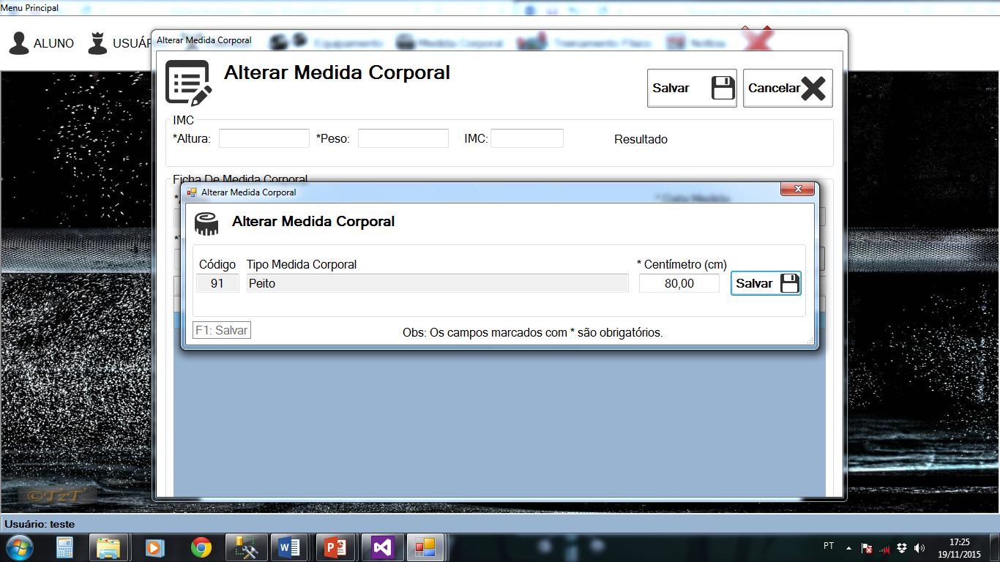 Menu Principal
ALUNO
USUÁR
Alterar Medida Corporal
Equipamento
Medida Corporal
Treinamento Físico
Notícia
Alterar Medida Corporal
Salvar
Cancelar
IMC
*Altura:
*Peso:
IMC:
Resultado
Ficha De Medida Corporal
* Data Medida
Alterar Medida Corporal
Alterar Medida Corporal
Código
Tipo Medida Corporal
* Centímetro (cm)
91
Peito
80,00
Salvar
F1: Salvar
Obs: Os campos marcados com * são obrigatórios.
©TzT
Usuário: teste
PT
17:25
19/11/2015